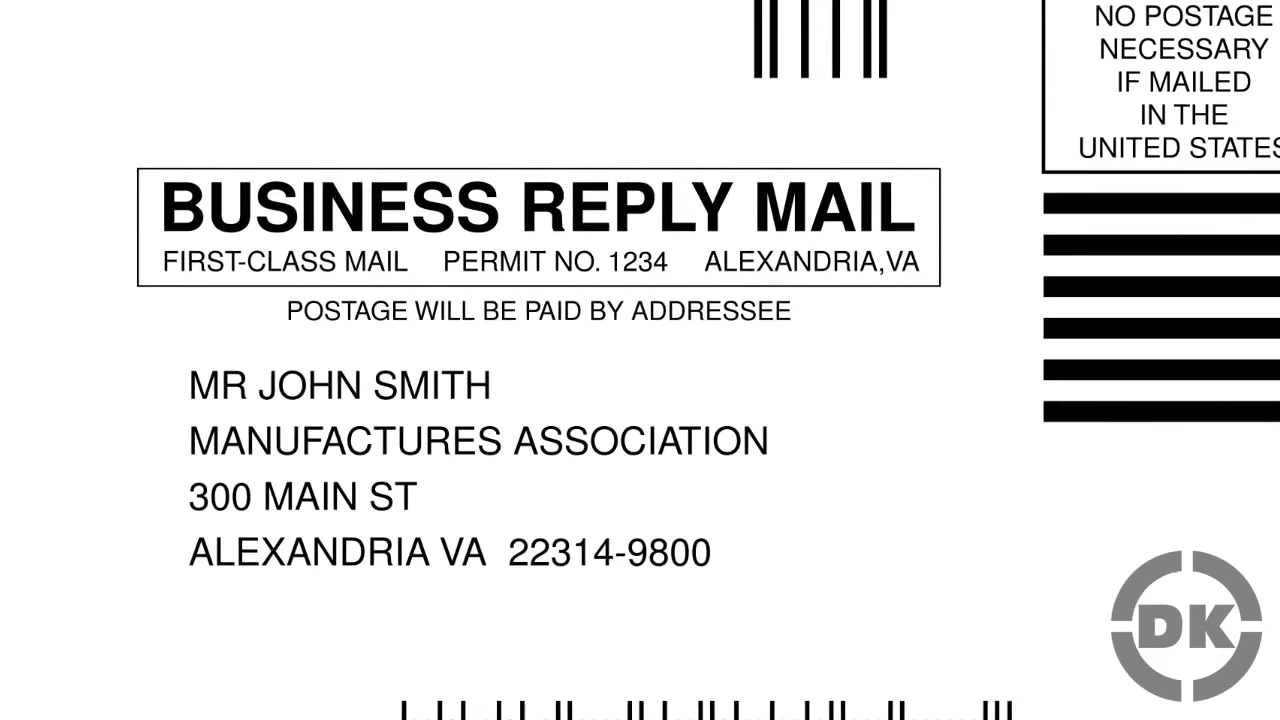 NO POSTAGE
NECESSARY
IF MAILED
IN THE
UNITED STATES
BUSINESS REPLY MAIL
FIRST-CLASS MAIL PERMIT NO. 1234 ALEXANDRIA,VA
POSTAGE WILL BE PAID BY ADDRESSEE
MR JOHN SMITH
MANUFACTURES ASSOCIATION
300 MAIN ST
ALEXANDRIA VA 22314-9800
DK